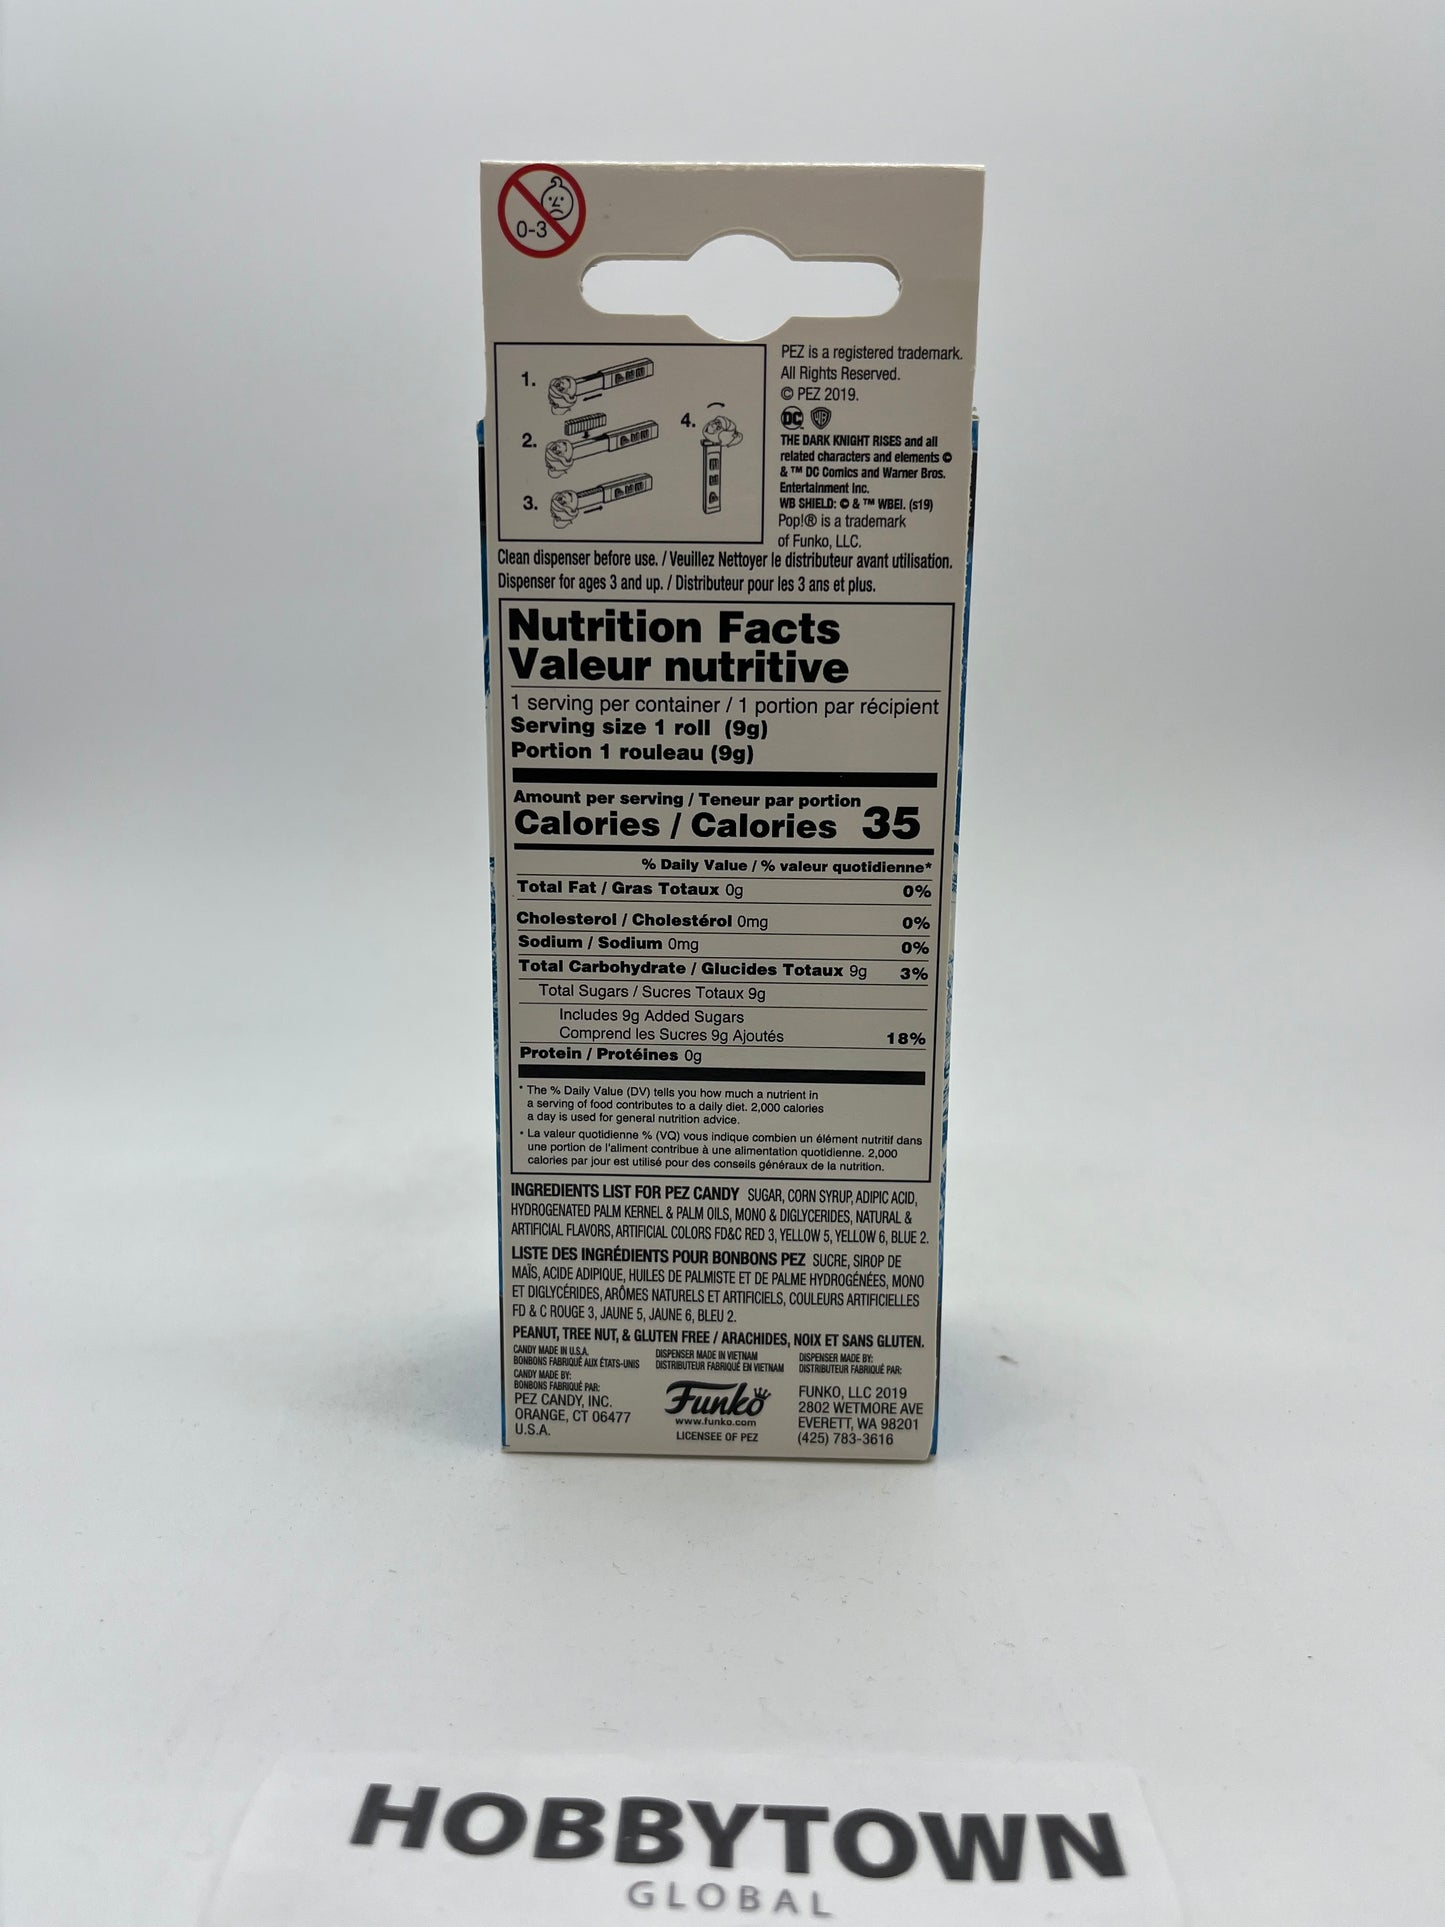 0-3
1.
2.
3.
4.
PEZ is a registered trademark.
All Rights Reserved.
© PEZ 2019.
DC WB
THE DARK KNIGHT RISES and all
related characters and elements ©
& ™ DC Comics and Warner Bros.
Entertainment Inc.
WB SHIELD: © & ™ WBEI. (s19)
Pop!® is a trademark
of Funko, LLC.
Clean dispenser before use. / Veuillez Nettoyer le distributeur avant utilisation.
Dispenser for ages 3 and up. / Distributeur pour les 3 ans et plus.
Nutrition Facts
Valeur nutritive
1 serving per container / 1 portion par récipient
Serving size 1 roll (9g)
Portion 1 rouleau (9g)
Amount per serving / Teneur par portion
Calories / Calories 35
% Daily Value / % valeur quotidienne*
Total Fat / Gras Totaux 0g 0%
Cholesterol / Cholestérol 0mg 0%
Sodium / Sodium 0mg 0%
Total Carbohydrate / Glucides Totaux 9g 3%
Total Sugars / Sucres Totaux 9g
Includes 9g Added Sugars
Comprend les Sucres 9g Ajoutés 18%
Protein / Protéines 0g
* The % Daily Value (DV) tells you how much a nutrient in
a serving of food contributes to a daily diet. 2,000 calories
a day is used for general nutrition advice.
* La valeur quotidienne % (VQ) vous indique combien un élément nutritif dans
une portion de l'aliment contribue à une alimentation quotidienne. 2,000
calories par jour est utilisé pour des conseils généraux de la nutrition.
INGREDIENTS LIST FOR PEZ CANDY SUGAR, CORN SYRUP, ADIPIC ACID,
HYDROGENATED PALM KERNEL & PALM OILS, MONO & DIGLYCERIDES, NATURAL &
ARTIFICIAL FLAVORS, ARTIFICIAL COLORS FD&C RED 3, YELLOW 5, YELLOW 6, BLUE 2.
LISTE DES INGRÉDIENTS POUR BONBONS PEZ SUCRE, SIROP DE
MAÏS, ACIDE ADIPIQUE, HUILES DE PALMISTE ET DE PALME HYDROGÉNÉES, MONO
ET DIGLYCÉRIDES, ARÔMES NATURELS ET ARTIFICIELS, COULEURS ARTIFICIELLES
FD & C ROUGE 3, JAUNE 5, JAUNE 6, BLEU 2.
PEANUT, TREE NUT, & GLUTEN FREE / ARACHIDES, NOIX ET SANS GLUTEN.
CANDY MADE IN U.S.A.
BONBONS FABRIQUÉ AUX ÉTATS-UNIS
CANDY MADE BY:
BONBONS FABRIQUÉ PAR:
PEZ CANDY, INC.
ORANGE, CT 06477
U.S.A.
DISPENSER MADE IN VIETNAM
DISTRIBUTEUR FABRIQUÉ EN VIETNAM
Funko
www.funko.com
LICENSEE OF PEZ
DISPENSER MADE BY:
DISTRIBUTEUR FABRIQUÉ PAR:
FUNKO, LLC 2019
2802 WETMORE AVE
EVERETT, WA 98201
(425) 783-3616
HOBBYTOWN
GLOBAL